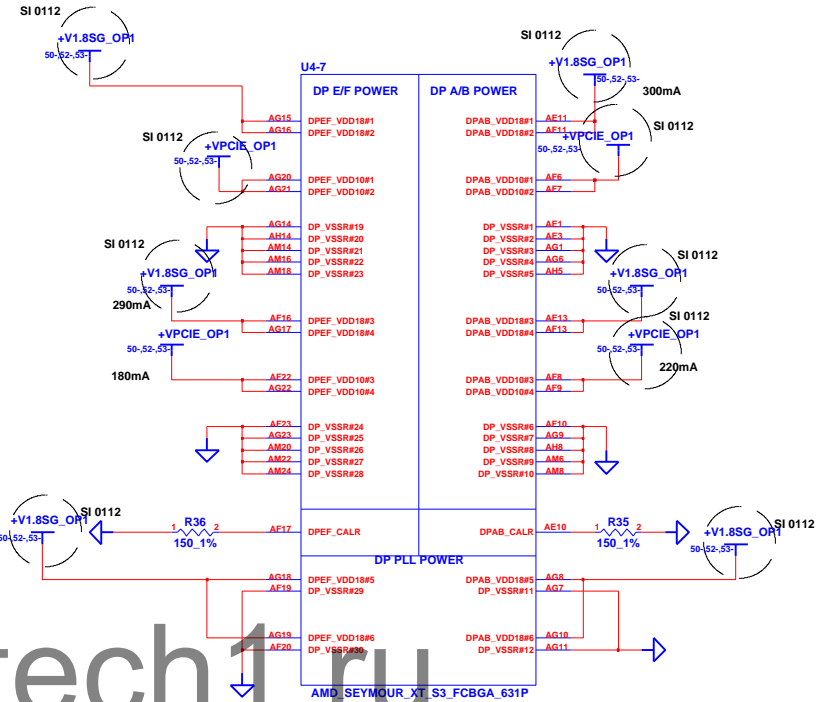 SI 0112
+V1.8SG_OP1
50-,52-,53-
SI 0112
+V1.8SG_OP1
50-,52-,53-
300mA
U4-7
DP E/F POWER
DP A/B POWER
AG15 DPEF_VDD18#1 DPAB_VDD18#1 AE11
AG16 DPEF_VDD18#2 DPAB_VDD18#2 AF11
SI 0112
+VPCIE_OP1
50-,52-,53-
SI 0112
+VPCIE_OP1
50-,52-,53-
AG20 DPEF_VDD10#1 DPAB_VDD10#1 AF6
AG21 DPEF_VDD10#2 DPAB_VDD10#2 AF7
AG14 DP_VSSR#19 DP_VSSR#1 AE1
AH14 DP_VSSR#20 DP_VSSR#2 AE3
AM14 DP_VSSR#21 DP_VSSR#3 AG1
AM16 DP_VSSR#22 DP_VSSR#4 AG6
AM18 DP_VSSR#23 DP_VSSR#5 AH5
SI 0112
+V1.8SG_OP1
50-,52-,53-
290mA
SI 0112
+V1.8SG_OP1
50-,52-,53-
AF16 DPEF_VDD18#3 DPAB_VDD18#3 AE13
AG17 DPEF_VDD18#4 DPAB_VDD18#4 AF13
+VPCIE_OP1
50-,52-,53-
180mA
SI 0112
+VPCIE_OP1
50-,52-,53-
220mA
AF22 DPEF_VDD10#3 DPAB_VDD10#3 AF8
AG22 DPEF_VDD10#4 DPAB_VDD10#4 AF9
AF23 DP_VSSR#24 DP_VSSR#6 AF10
AG23 DP_VSSR#25 DP_VSSR#7 AG9
AM20 DP_VSSR#26 DP_VSSR#8 AH8
AM22 DP_VSSR#27 DP_VSSR#9 AM6
AM24 DP_VSSR#28 DP_VSSR#10 AM8
SI 0112
+V1.8SG_OP1
50-,52-,53-
1 R36 2
150_1%
AF17 DPEF_CALR DPAB_CALR AE10
1 R35 2
150_1%
SI 0112
+V1.8SG_OP1
50-,52-,53-
DP PLL POWER
AG18 DPEF_VDD18#5 DPAB_VDD18#5 AG8
AF19 DP_VSSR#29 DP_VSSR#11 AG7
AG19 DPEF_VDD18#6 DPAB_VDD18#6 AG10
AF20 DP_VSSR#30 DP_VSSR#12 AG11
tech1.ru
AMD_SEYMOUR_XT_S3_FCBGA_631P